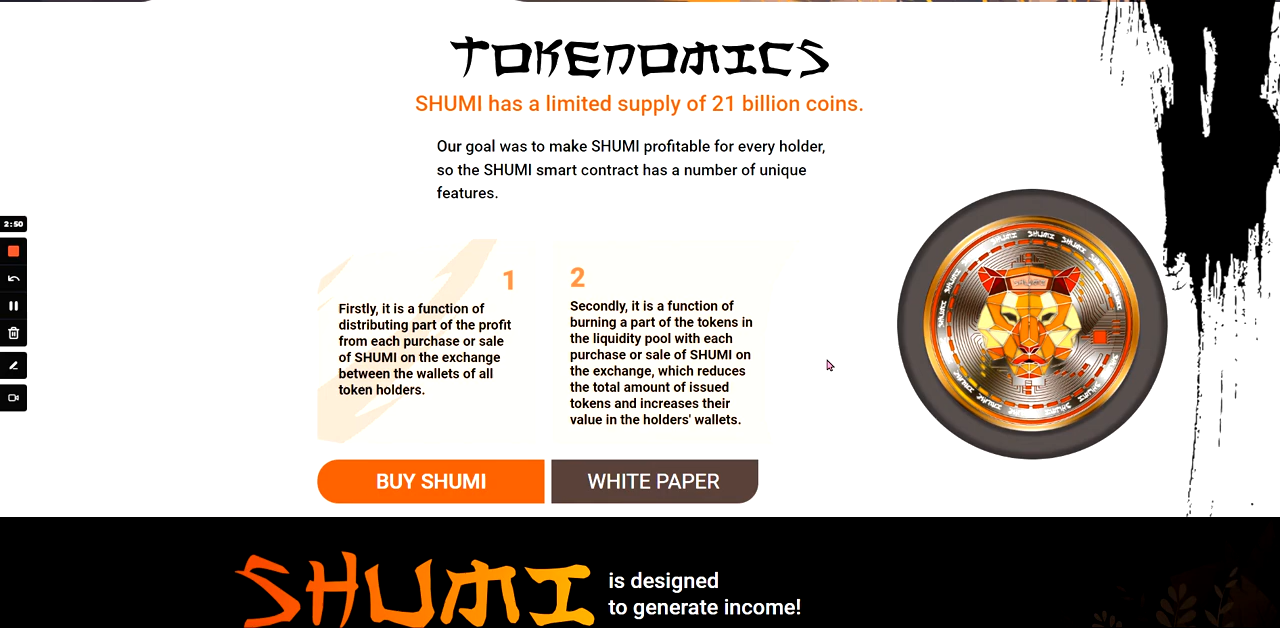 TOKENOMICS
SHUMI has a limited supply of 21 billion coins.
Our goal was to make SHUMI profitable for every holder,
so the SHUMI smart contract has a number of unique
features.
2:50
1
Firstly, it is a function of
distributing part of the profit
from each purchase or sale
of SHUMI on the exchange
between the wallets of all
token holders.
2
Secondly, it is a function of
burning a part of the tokens in
the liquidity pool with each
purchase or sale of SHUMI on
the exchange, which reduces
the total amount of issued
tokens and increases their
value in the holders' wallets.
SHUMI SHUMI SHUMI
BUY SHUMI
WHITE PAPER
SHUMI
is designed
to generate income!